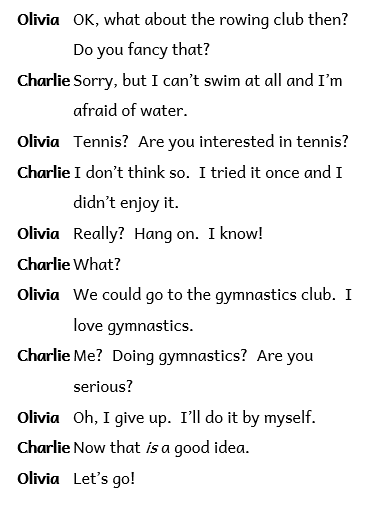 Olivia OK, what about the rowing club then?
Do you fancy that?
Charlie Sorry, but I can't swim at all and I'm
afraid of water.
Olivia Tennis? Are you interested in tennis?
Charlie I don't think so. I tried it once and I
didn't enjoy it.
Olivia Really? Hang on. I know!
Charlie What?
Olivia We could go to the gymnastics club. I
love gymnastics.
Charlie Me? Doing gymnastics? Are you
serious?
Olivia Oh, I give up. I'll do it by myself.
Charlie Now that is a good idea.
Olivia Let's go!